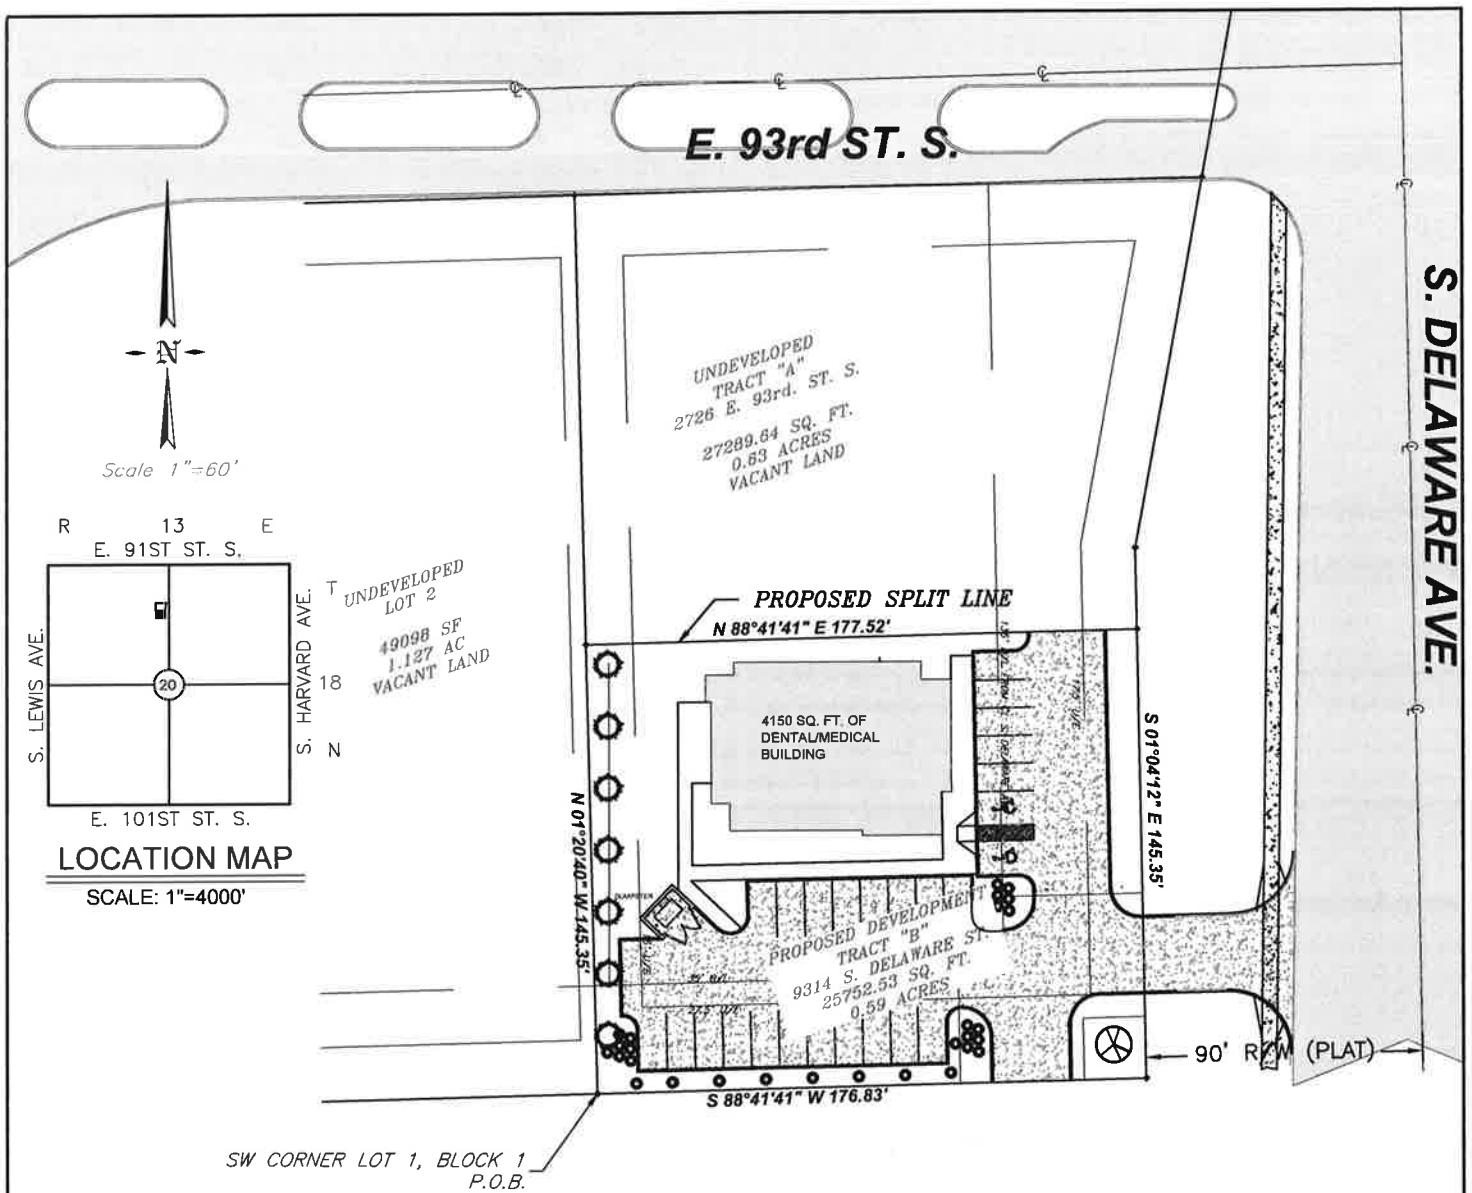 E. 93rd ST. S.
S. DELAWARE AVE.
N
Scale 1"=60'
R 13 E
E. 91ST ST. S.
S. LEWIS AVE.
S. HARVARD AVE.
T
18
N
20
E. 101ST ST. S.
LOCATION MAP
SCALE: 1"=4000'
UNDEVELOPED
LOT 2
49098 SF
1.127 AC
VACANT LAND
UNDEVELOPED
TRACT "A"
2726 E. 93rd. ST. S.
27289.64 SQ. FT.
0.63 ACRES
VACANT LAND
PROPOSED SPLIT LINE
N 88°41'41" E 177.52'
4150 SQ. FT. OF
DENTAL/MEDICAL
BUILDING
N 01°20'40" W 145.35'
S 01°04'12" E 145.35'
DUMPSTER
PROPOSED DEVELOPMENT
TRACT "B"
9314 S. DELAWARE ST.
25752.53 SQ. FT.
0.59 ACRES
17.5' U/E
90' R/W (PLAT)
S 88°41'41" W 176.83'
SW CORNER LOT 1, BLOCK 1
P.O.B.